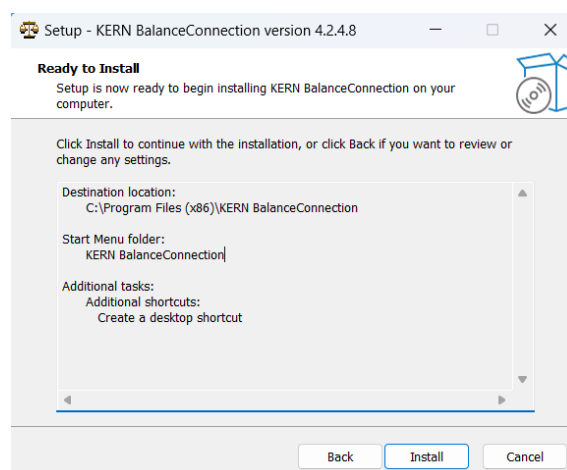 Setup - KERN BalanceConnection version 4.2.4.8
Ready to Install
Setup is now ready to begin installing KERN BalanceConnection on your
computer.
Click Install to continue with the installation, or click Back if you want to review or
change any settings.
Destination location:
C:\Program Files (x86)\KERN BalanceConnection
Start Menu folder:
KERN BalanceConnection
Additional tasks:
Additional shortcuts:
Create a desktop shortcut
Back Install Cancel